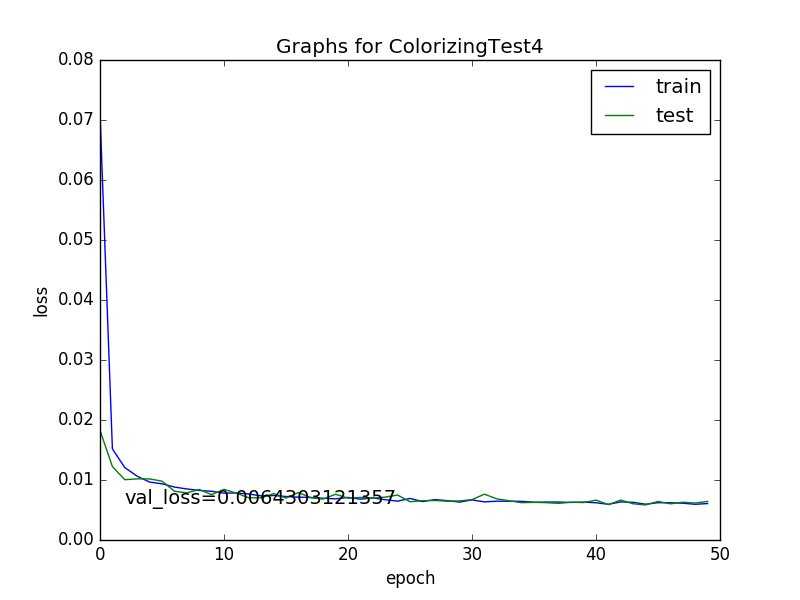 Graphs for ColorizingTest4
0.08
0.07
0.06
0.05
0.04
0.03
0.02
0.01
0.00
loss
train
test
val_loss=0.0064303121357
0 10 20 30 40 50
epoch